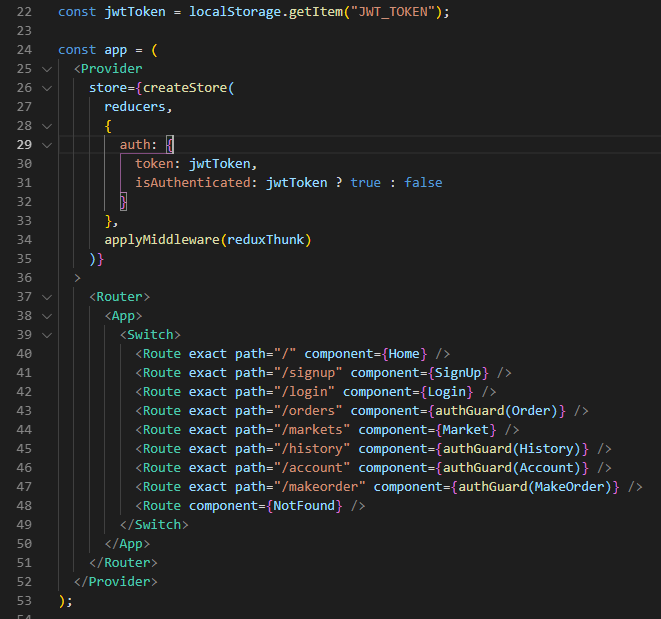 22 const jwtToken = localStorage.getItem("JWT_TOKEN");
23
24 const app = (
25 <Provider
26 store={createStore(
27 reducers,
28 {
29 auth: {
30 token: jwtToken,
31 isAuthenticated: jwtToken ? true : false
32 }
33 },
34 applyMiddleware(reduxThunk)
35 )}
36 >
37 <Router>
38 <App>
39 <Switch>
40 <Route exact path="/" component={Home} />
41 <Route exact path="/signup" component={SignUp} />
42 <Route exact path="/login" component={Login} />
43 <Route exact path="/orders" component={authGuard(Order)} />
44 <Route exact path="/markets" component={Market} />
45 <Route exact path="/history" component={authGuard(History)} />
46 <Route exact path="/account" component={authGuard(Account)} />
47 <Route exact path="/makeorder" component={authGuard(MakeOrder)} />
48 <Route component={NotFound} />
49 </Switch>
50 </App>
51 </Router>
52 </Provider>
53 );